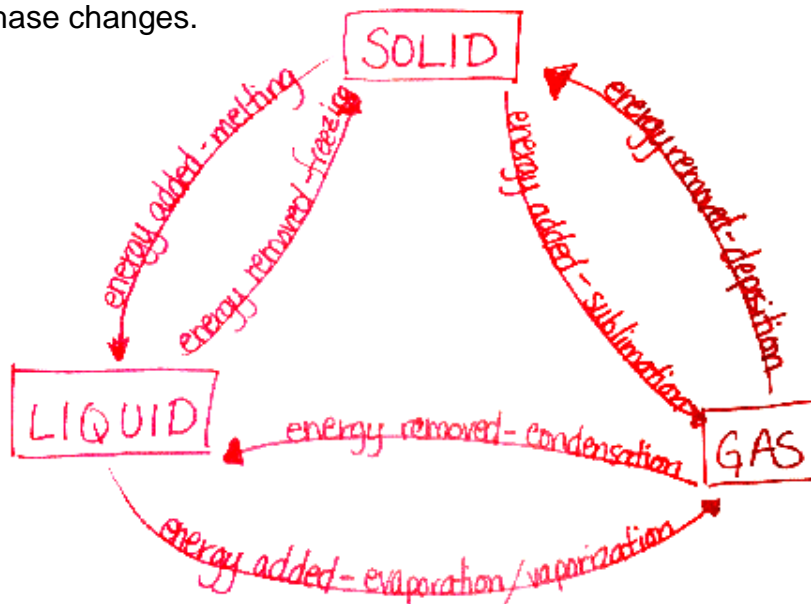 hase changes.
SOLID
energy added - melting
energy removed - freezing
energy added - sublimation
energy removed - deposition
LIQUID
energy removed - condensation
GAS
energy added - evaporation/vaporization